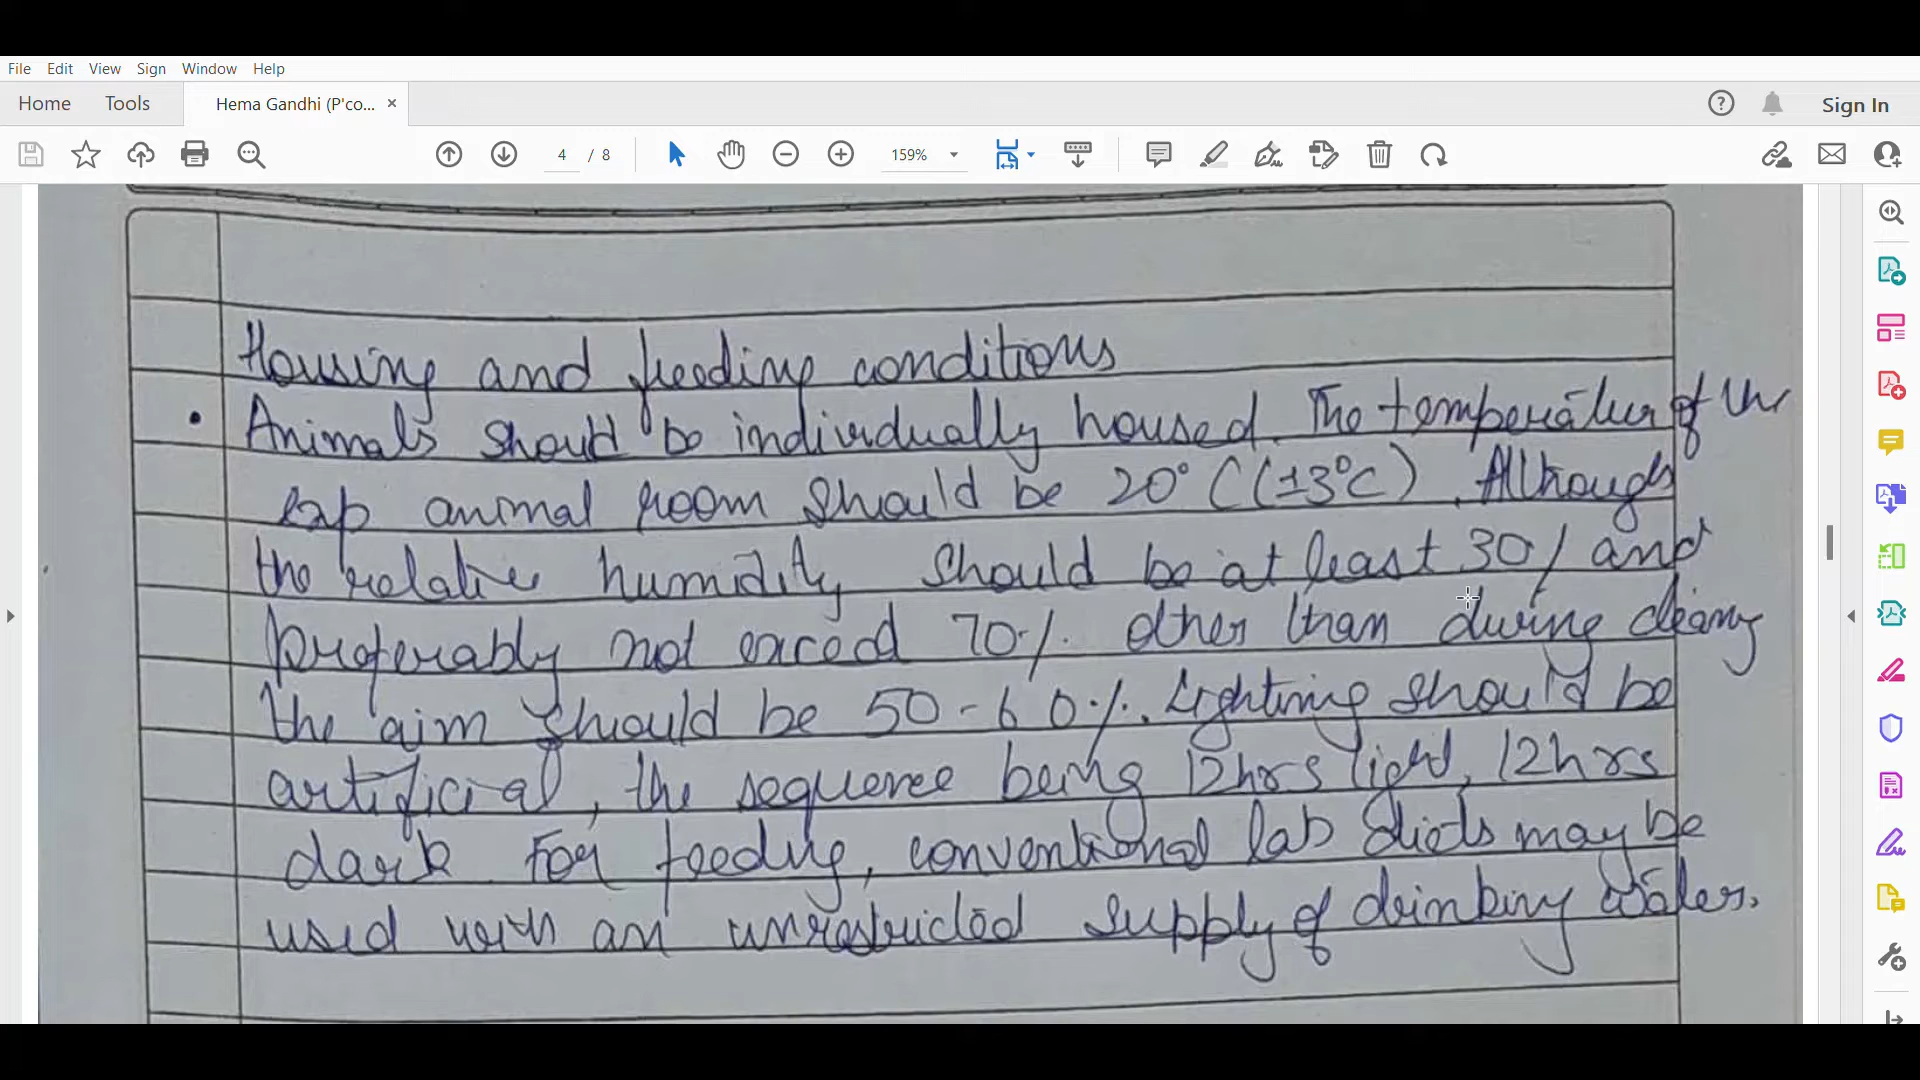 File Edit View Sign Window Help
Home Tools Hema Gandhi (P'co... × Sign In
4 / 8 159%
Housing and feeding conditions
• Animals should be individually housed. The temperature of the
exp animal room should be 20° C (±3°C). Although
the relative humidity should be at least 30% and
preferably not exceed 70%. other than during cleaning
the aim should be 50-60%. Lighting should be
artificial, the sequence being 12hrs light, 12hrs
dark For feeding, conventional lab diets may be
used with an unrestricted supply of drinking water.